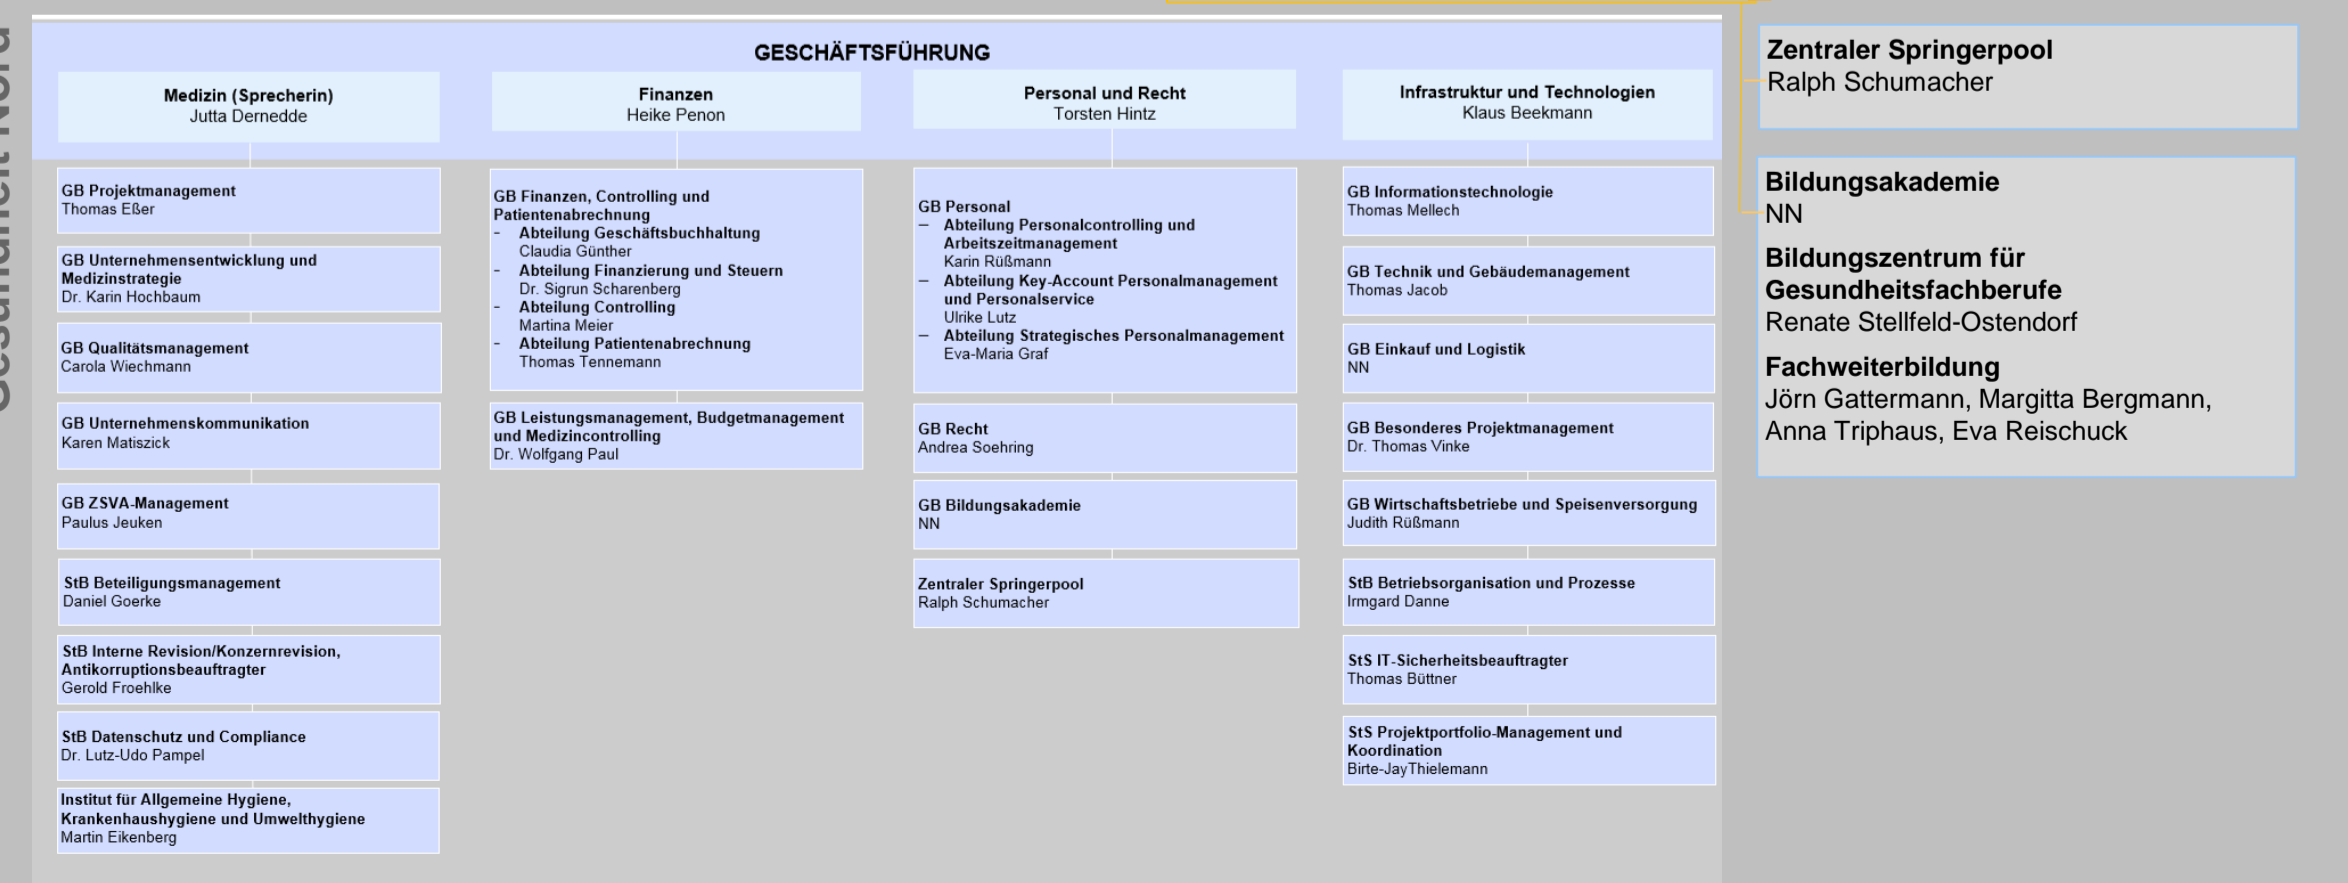 Gesundheit Nord
GESCHÄFTSFÜHRUNG
Medizin (Sprecherin)
Jutta Dernedde
GB Projektmanagement
Thomas Eßer
GB Unternehmensentwicklung und
Medizinstrategie
Dr. Karin Hochbaum
GB Qualitätsmanagement
Carola Wiechmann
GB Unternehmenskommunikation
Karen Matiszick
GB ZSVA-Management
Paulus Jeuken
StB Beteiligungsmanagement
Daniel Goerke
StB Interne Revision/Konzernrevision,
Antikorruptionsbeauftragter
Gerold Froehlke
StB Datenschutz und Compliance
Dr. Lutz-Udo Pampel
Institut für Allgemeine Hygiene,
Krankenhaushygiene und Umwelthygiene
Martin Eikenberg
Finanzen
Heike Penon
GB Finanzen, Controlling und
Patientenabrechnung
- Abteilung Geschäftsbuchhaltung
Claudia Günther
- Abteilung Finanzierung und Steuern
Dr. Sigrun Scharenberg
- Abteilung Controlling
Martina Meier
- Abteilung Patientenabrechnung
Thomas Tennemann
GB Leistungsmanagement, Budgetmanagement
und Medizincontrolling
Dr. Wolfgang Paul
Personal und Recht
Torsten Hintz
GB Personal
– Abteilung Personalcontrolling und
Arbeitszeitmanagement
Karin Rüßmann
– Abteilung Key-Account Personalmanagement
und Personalservice
Ulrike Lutz
– Abteilung Strategisches Personalmanagement
Eva-Maria Graf
GB Recht
Andrea Soehring
GB Bildungsakademie
NN
Zentraler Springerpool
Ralph Schumacher
Infrastruktur und Technologien
Klaus Beekmann
GB Informationstechnologie
Thomas Mellech
GB Technik und Gebäudemanagement
Thomas Jacob
GB Einkauf und Logistik
NN
GB Besonderes Projektmanagement
Dr. Thomas Vinke
GB Wirtschaftsbetriebe und Speisenversorgung
Judith Rüßmann
StB Betriebsorganisation und Prozesse
Irmgard Danne
StS IT-Sicherheitsbeauftragter
Thomas Büttner
StS Projektportfolio-Management und
Koordination
Birte-JayThielemann
Zentraler Springerpool
Ralph Schumacher
Bildungsakademie
NN
Bildungszentrum für
Gesundheitsfachberufe
Renate Stellfeld-Ostendorf
Fachweiterbildung
Jörn Gattermann, Margitta Bergmann,
Anna Triphaus, Eva Reischuck